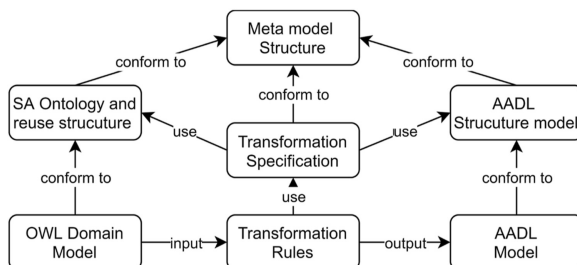 Meta model
Structure
conform to
conform to
conform to
SA Ontology and
reuse strucuture
use
Transformation
Specification
use
AADL
Strucuture model
conform to
use
conform to
OWL Domain
Model
input
Transformation
Rules
output
AADL
Model